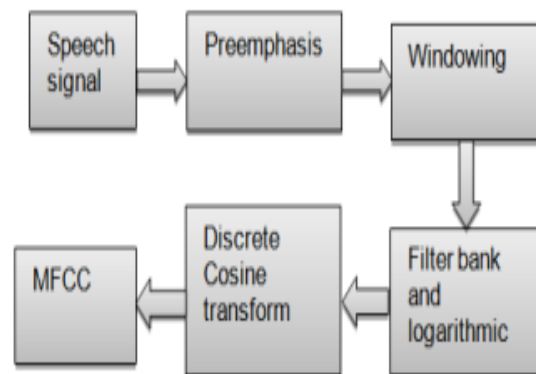 Speech
signal
Preemphasis
Windowing
Filter bank
and
logarithmic
Discrete
Cosine
transform
MFCC